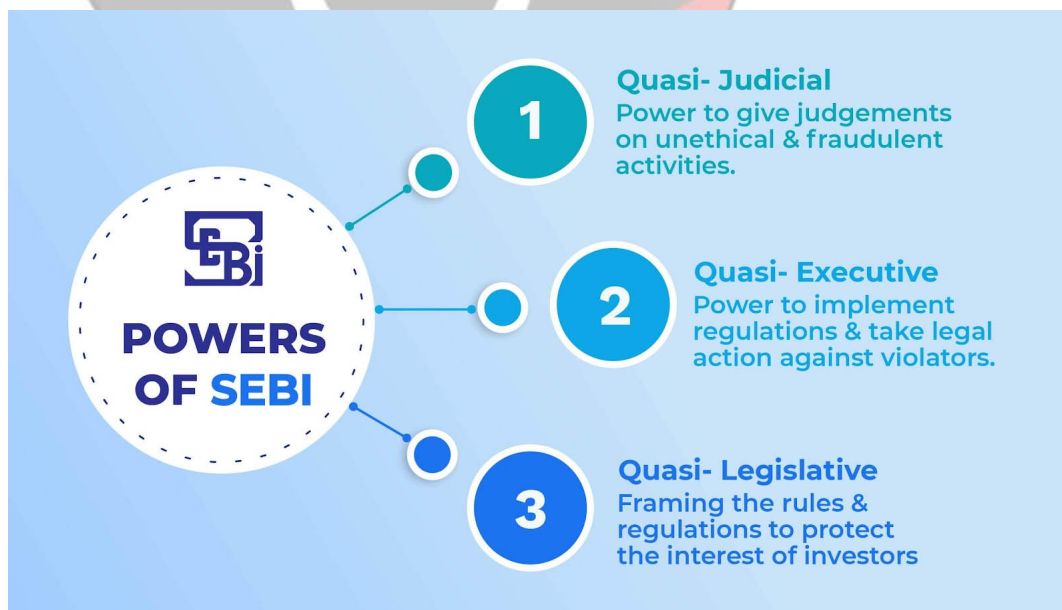 SEBi
POWERS
OF SEBI
1
Quasi- Judicial
Power to give judgements
on unethical & fraudulent
activities.
2
Quasi- Executive
Power to implement
regulations & take legal
action against violators.
3
Quasi- Legislative
Framing the rules &
regulations to protect
the interest of investors